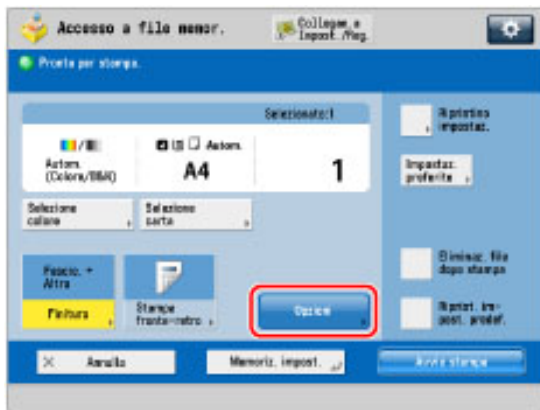 Accesso a file memor.
Collegam. a
Impost./Reg.
Pronta per stampa.
Selezionato:1
Autom.
(Colore/B&N)
Autom.
A4
1
Selezione
colore
Selezione
carta
Fascic. +
Altro
Finitura
Stampa
fronte-retro
Opzioni
Ripristino
impostaz.
Impostaz.
preferite
Eliminaz. file
dopo stampa
Riprist. im-
post. predef.
Annulla
Memoriz. impost.
Avvio stampa